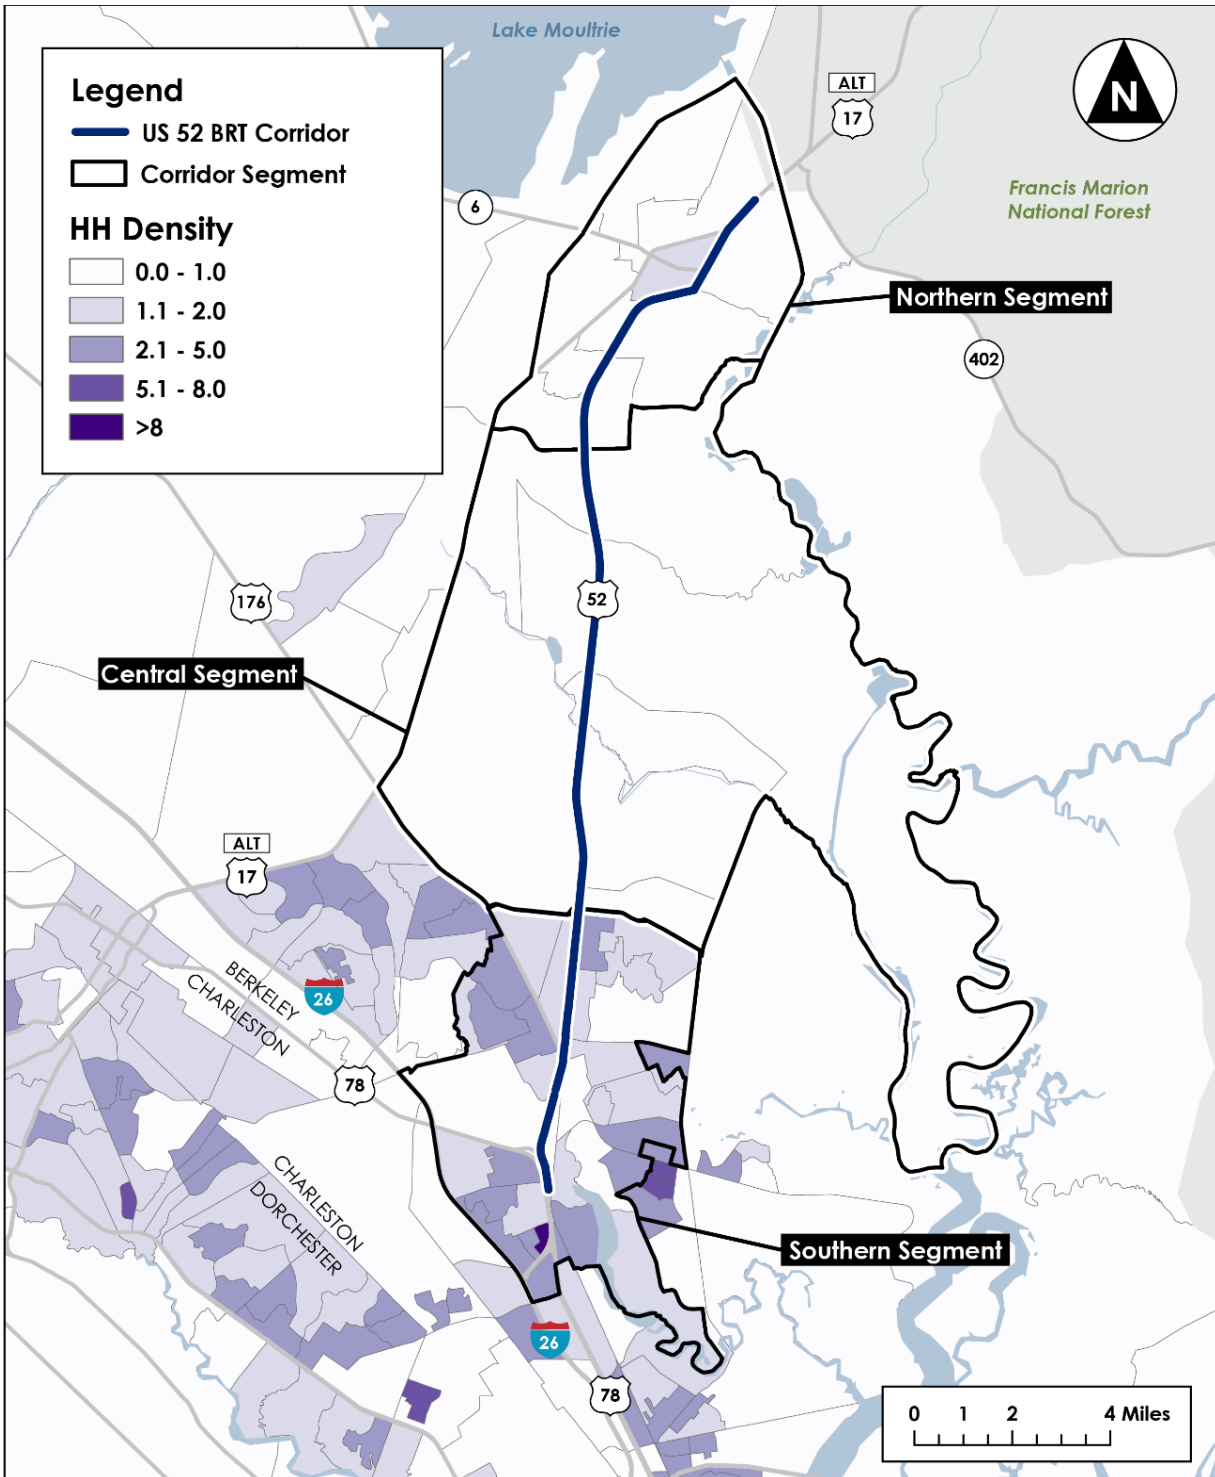 Lake Moultrie
Legend
US 52 BRT Corridor
Corridor Segment
HH Density
0.0 - 1.0
1.1 - 2.0
2.1 - 5.0
5.1 - 8.0
>8
ALT
17
N
Francis Marion
National Forest
6
Northern Segment
402
176
52
Central Segment
ALT
17
BERKELEY
CHARLESTON
26
78
CHARLESTON
DORCHESTER
Southern Segment
26
78
0 1 2 4 Miles